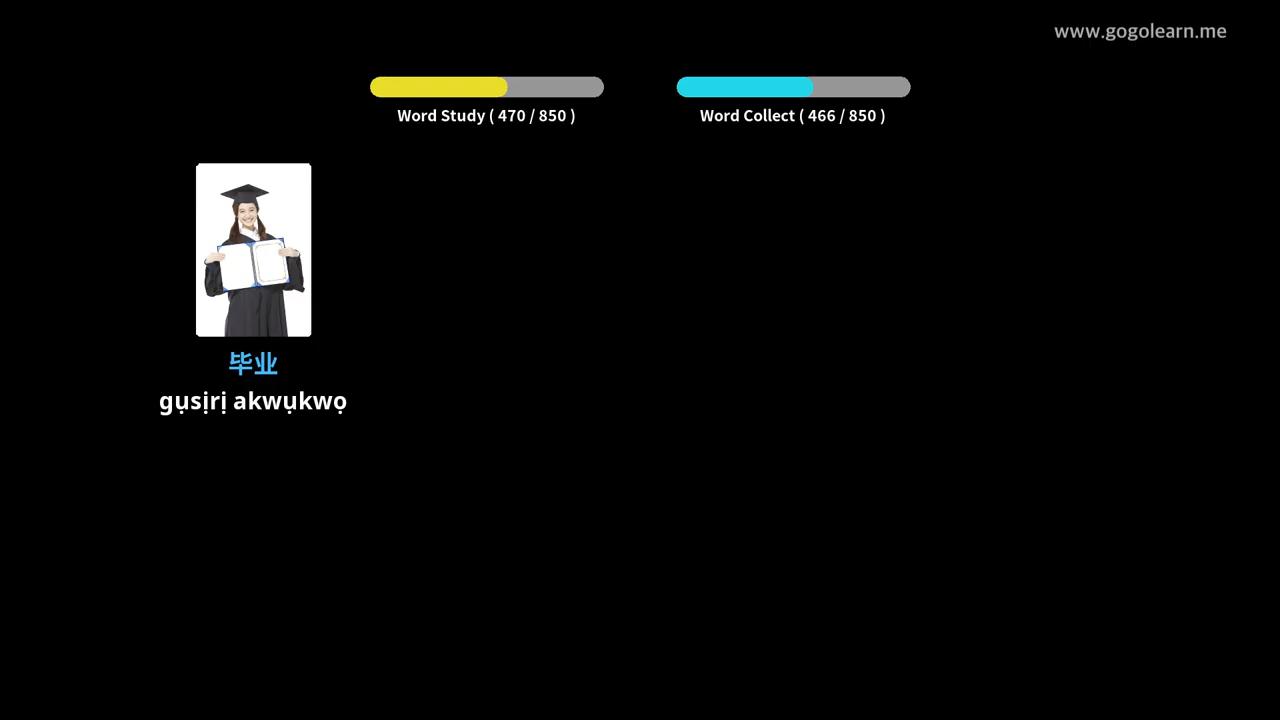 www.gogolearn.me
Word Study ( 470 / 850 )
Word Collect ( 466 / 850 )
毕业
gụsịrị akwụkwọ